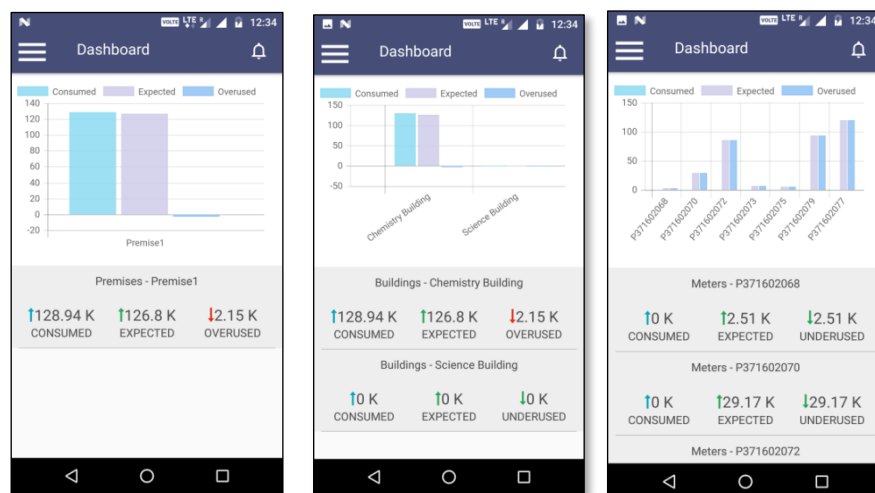 VOLTE LTE R 12:34
Dashboard
Consumed Expected Overused
140
120
100
80
60
40
20
0
-20
Premise1
Premises - Premise1
↑128.94 K ↑126.8 K ↓2.15 K
CONSUMED EXPECTED OVERUSED
VOLTE LTE R 12:34
Dashboard
Consumed Expected Overused
150
100
50
0
-50
Chemistry Building Science Building
Buildings - Chemistry Building
↑128.94 K ↑126.8 K ↓2.15 K
CONSUMED EXPECTED OVERUSED
Buildings - Science Building
↑0 K ↑0 K ↓0 K
CONSUMED EXPECTED UNDERUSED
VOLTE LTE R 12:34
Dashboard
Consumed Expected Overused
150
100
50
0
P371602068 P371602070 P371602072 P371602073 P371602075 P371602079 P371602077
Meters - P371602068
↑0 K ↑2.51 K ↓2.51 K
CONSUMED EXPECTED UNDERUSED
Meters - P371602070
↑0 K ↑29.17 K ↓29.17 K
CONSUMED EXPECTED UNDERUSED
Meters - P371602072